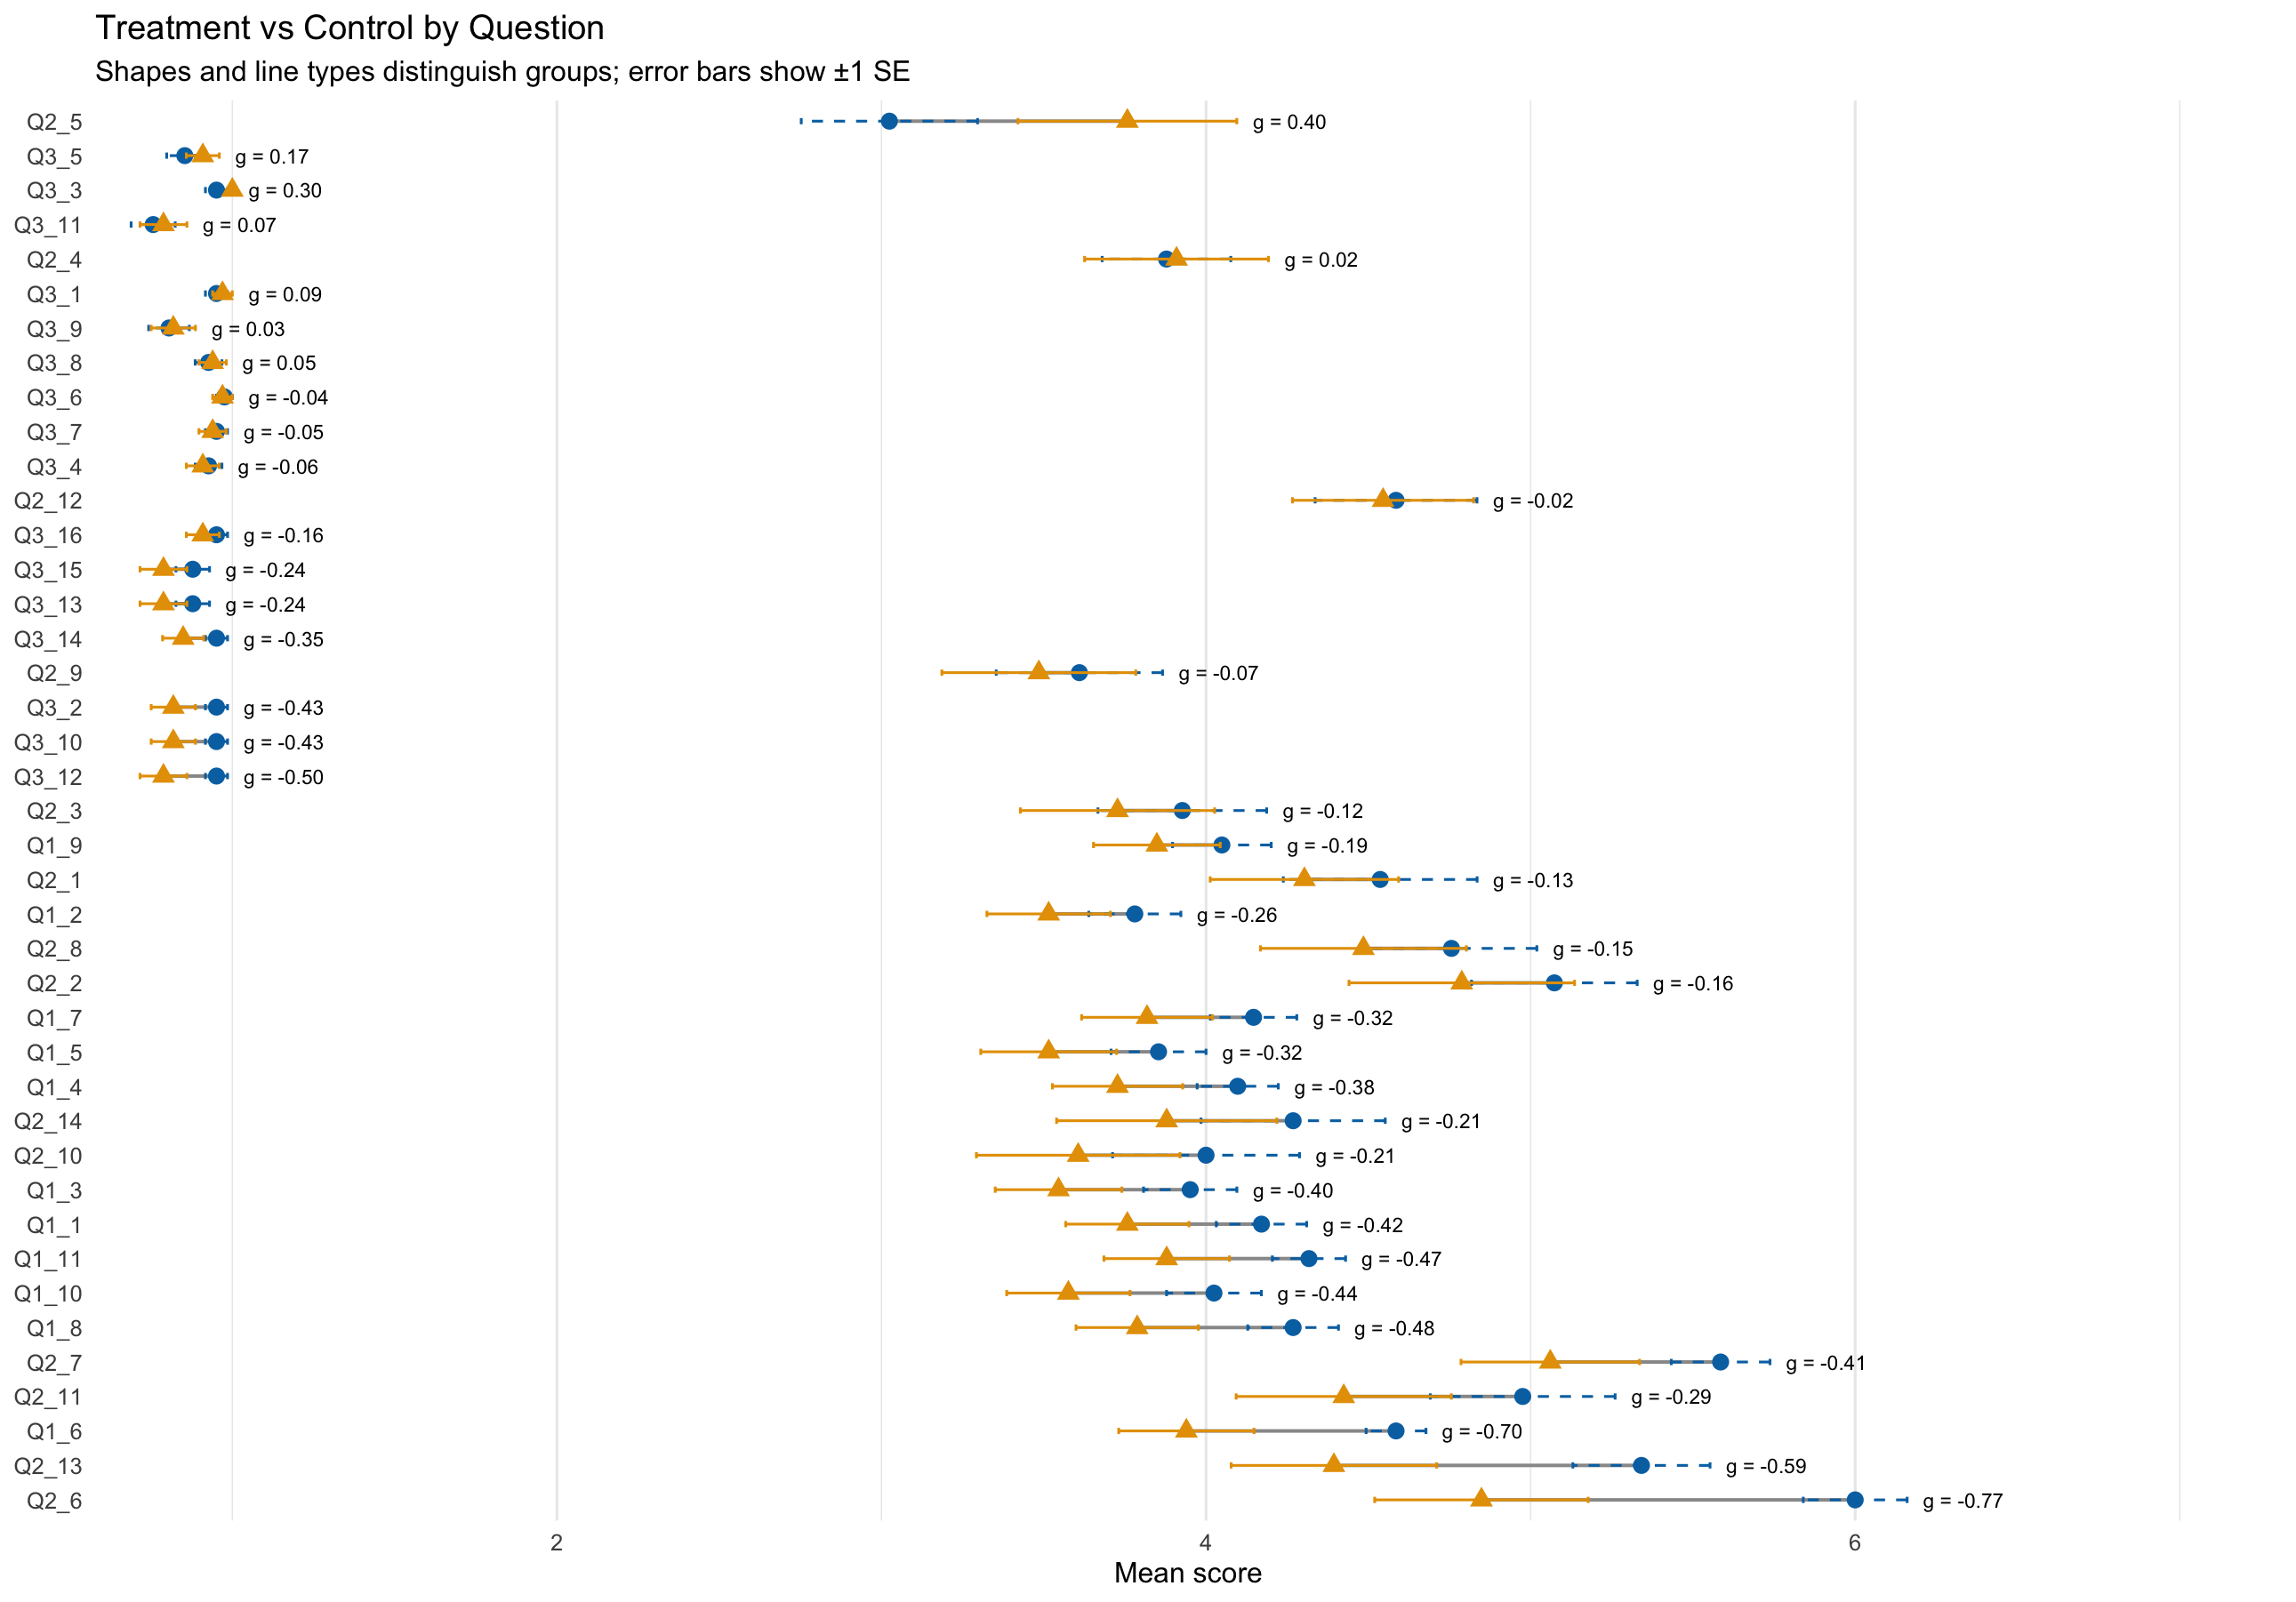 Treatment vs Control by Question
Shapes and line types distinguish groups; error bars show ±1 SE
Q2_5 g = 0.40
Q3_5 g = 0.17
Q3_3 g = 0.30
Q3_11 g = 0.07
Q2_4 g = 0.02
Q3_1 g = 0.09
Q3_9 g = 0.03
Q3_8 g = 0.05
Q3_6 g = -0.04
Q3_7 g = -0.05
Q3_4 g = -0.06
Q2_12 g = -0.02
Q3_16 g = -0.16
Q3_15 g = -0.24
Q3_13 g = -0.24
Q3_14 g = -0.35
Q2_9 g = -0.07
Q3_2 g = -0.43
Q3_10 g = -0.43
Q3_12 g = -0.50
Q2_3 g = -0.12
Q1_9 g = -0.19
Q2_1 g = -0.13
Q1_2 g = -0.26
Q2_8 g = -0.15
Q2_2 g = -0.16
Q1_7 g = -0.32
Q1_5 g = -0.32
Q1_4 g = -0.38
Q2_14 g = -0.21
Q2_10 g = -0.21
Q1_3 g = -0.40
Q1_1 g = -0.42
Q1_11 g = -0.47
Q1_10 g = -0.44
Q1_8 g = -0.48
Q2_7 g = -0.41
Q2_11 g = -0.29
Q1_6 g = -0.70
Q2_13 g = -0.59
Q2_6 g = -0.77
2 4 6
Mean score